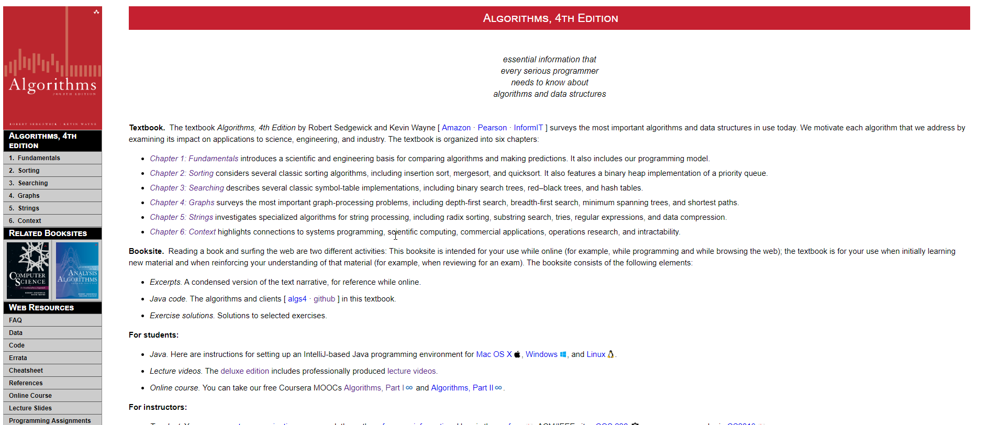 Algorithms
FOURTH EDITION
ROBERT SEDGEWICK | KEVIN WAYNE
ALGORITHMS, 4TH
EDITION
1. Fundamentals
2. Sorting
3. Searching
4. Graphs
5. Strings
6. Context
RELATED BOOKSITES
COMPUTER
SCIENCE
An Interdisciplinary Approach
ROBERT SEDGEWICK
KEVIN WAYNE
ANALYSIS
ALGORITHMS
WEB RESOURCES
FAQ
Data
Code
Errata
Cheatsheet
References
Online Course
Lecture Slides
Programming Assignments
ALGORITHMS, 4TH EDITION
essential information that
every serious programmer
needs to know about
algorithms and data structures
Textbook. The textbook Algorithms, 4th Edition by Robert Sedgewick and Kevin Wayne [ Amazon · Pearson · InformIT ] surveys the most important algorithms and data structures in use today. We motivate each algorithm that we address by
examining its impact on applications to science, engineering, and industry. The textbook is organized into six chapters:
• Chapter 1: Fundamentals introduces a scientific and engineering basis for comparing algorithms and making predictions. It also includes our programming model.
• Chapter 2: Sorting considers several classic sorting algorithms, including insertion sort, mergesort, and quicksort. It also features a binary heap implementation of a priority queue.
• Chapter 3: Searching describes several classic symbol-table implementations, including binary search trees, red–black trees, and hash tables.
• Chapter 4: Graphs surveys the most important graph-processing problems, including depth-first search, breadth-first search, minimum spanning trees, and shortest paths.
• Chapter 5: Strings investigates specialized algorithms for string processing, including radix sorting, substring search, tries, regular expressions, and data compression.
• Chapter 6: Context highlights connections to systems programming, scientific computing, commercial applications, operations research, and intractability.
Booksite. Reading a book and surfing the web are two different activities: This booksite is intended for your use while online (for example, while programming and while browsing the web); the textbook is for your use when initially learning
new material and when reinforcing your understanding of that material (for example, when reviewing for an exam). The booksite consists of the following elements:
• Excerpts. A condensed version of the text narrative, for reference while online.
• Java code. The algorithms and clients [ algs4 · github ] in this textbook.
• Exercise solutions. Solutions to selected exercises.
For students:
• Java. Here are instructions for setting up an IntelliJ-based Java programming environment for Mac OS X , Windows , and Linux .
• Lecture videos. The deluxe edition includes professionally produced lecture videos.
• Online course. You can take our free Coursera MOOCs Algorithms, Part I and Algorithms, Part II .
For instructors: